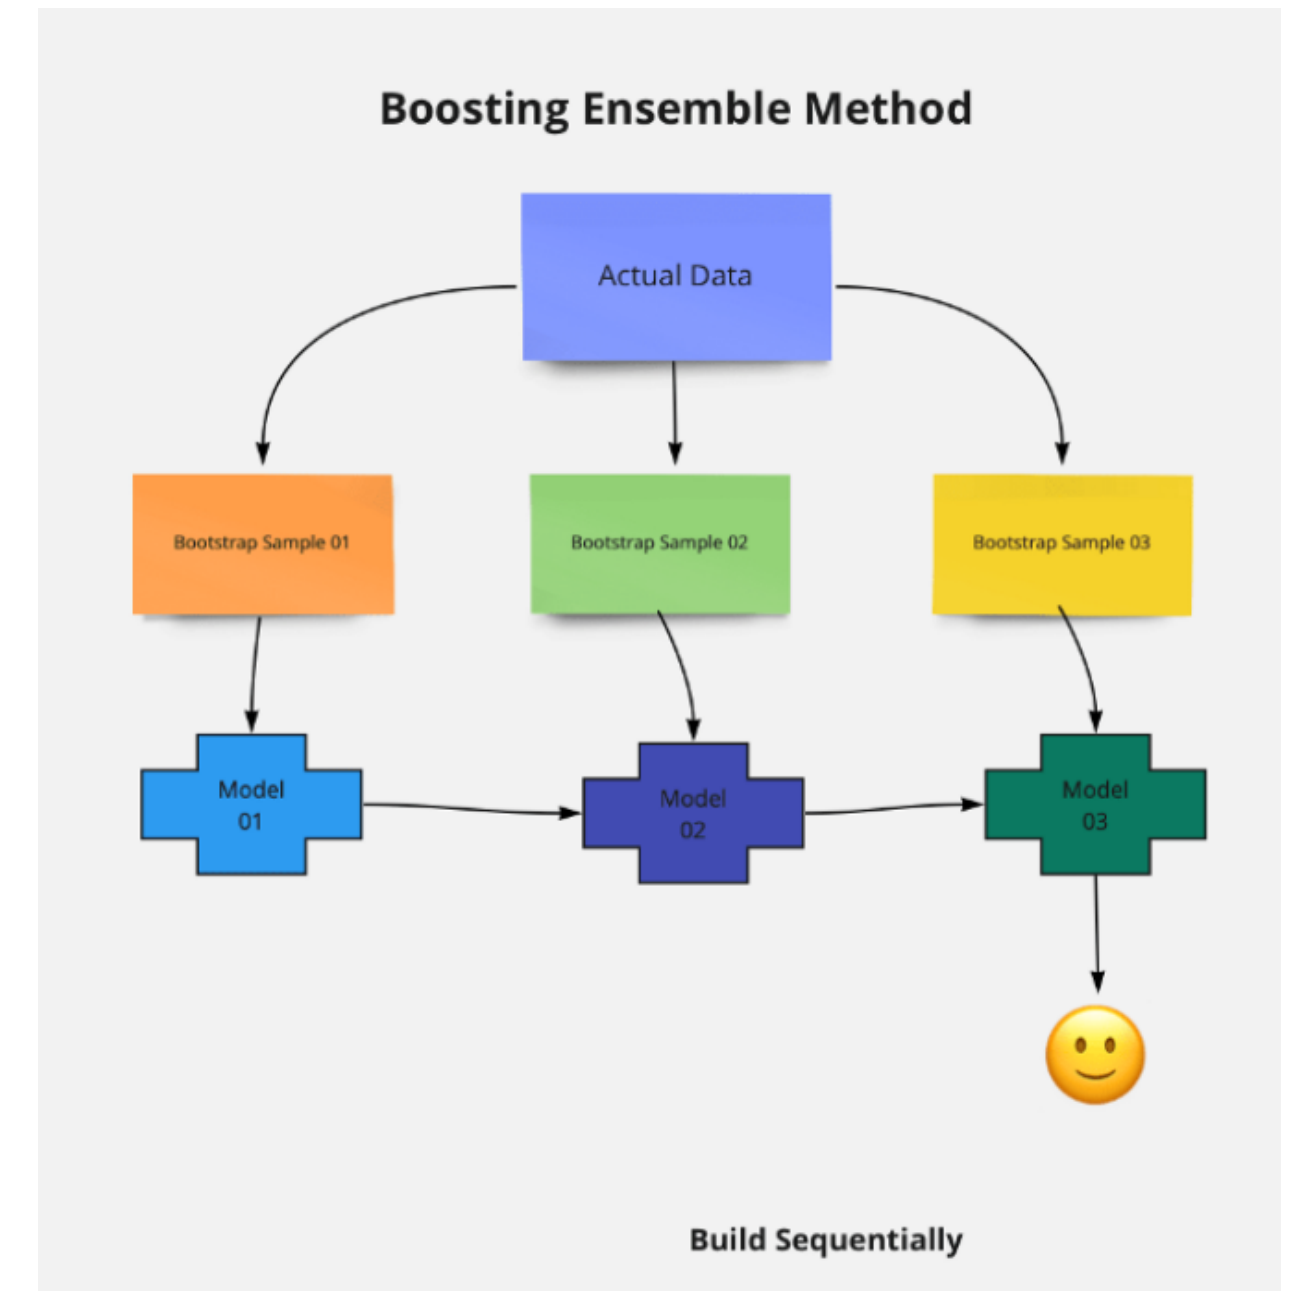 Boosting Ensemble Method
Actual Data
Bootstrap Sample 01
Bootstrap Sample 02
Bootstrap Sample 03
Model
01
Model
02
Model
03
Build Sequentially